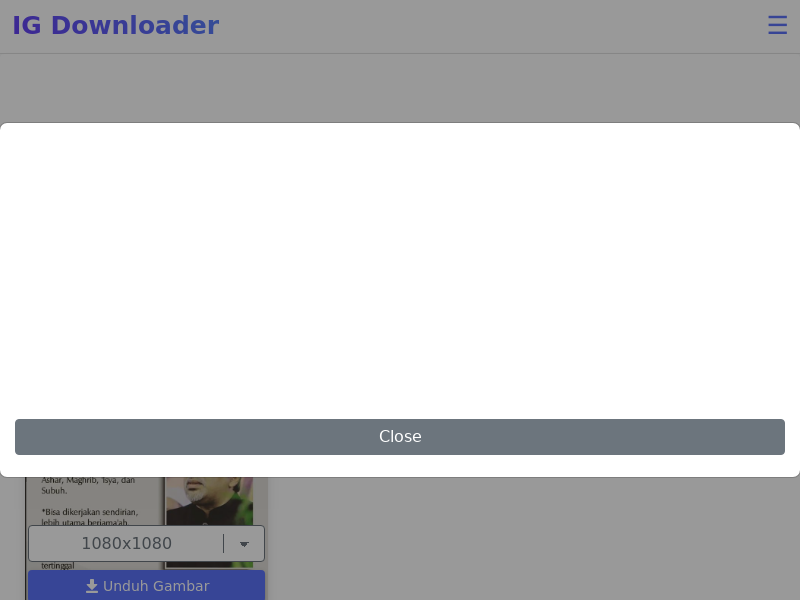 IG Downloader
Close
Ashar, Maghrib, 'Isya, dan
Subuh.
*Bisa dikerjakan sendirian,
lebih utama berjama'ah.
1080x1080
tertinggal
Unduh Gambar